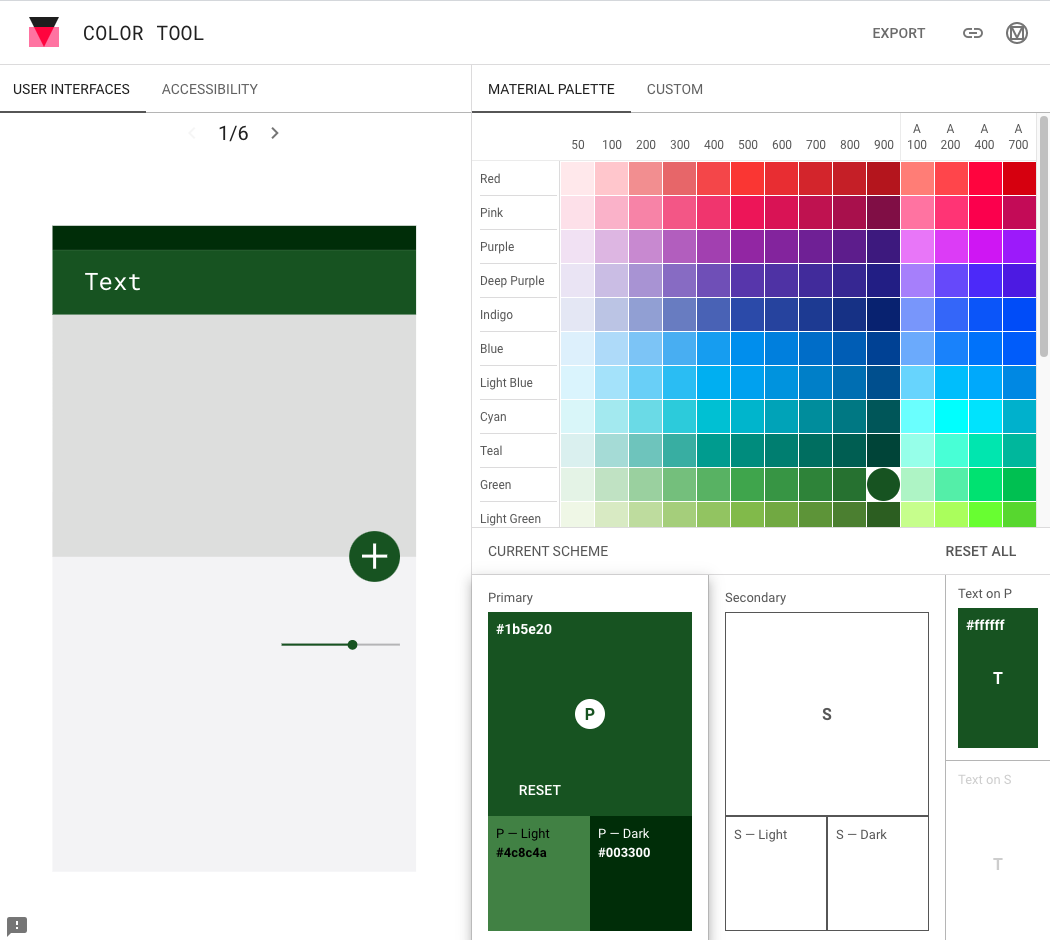 COLOR TOOL
EXPORT
USER INTERFACES ACCESSIBILITY
1/6
Text
MATERIAL PALETTE CUSTOM
50 100 200 300 400 500 600 700 800 900 A 100 A 200 A 400 A 700
Red
Pink
Purple
Deep Purple
Indigo
Blue
Light Blue
Cyan
Teal
Green
Light Green
CURRENT SCHEME RESET ALL
Primary
#1b5e20
P
RESET
P — Light
#4c8c4a
P — Dark
#003300
Secondary
S
S — Light
S — Dark
Text on P
#ffffff
T
Text on S
T